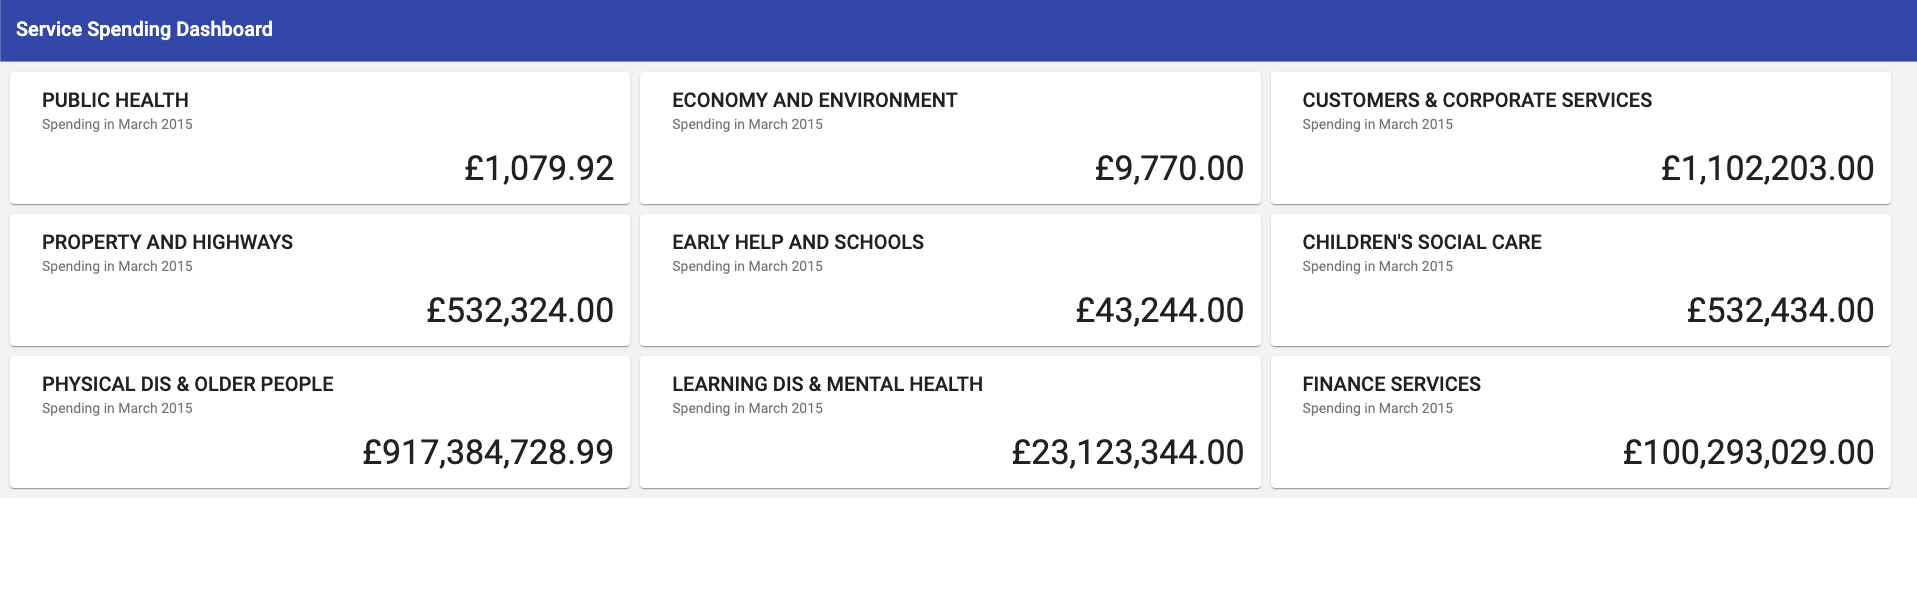 Service Spending Dashboard
PUBLIC HEALTH
Spending in March 2015
£1,079.92
ECONOMY AND ENVIRONMENT
Spending in March 2015
£9,770.00
CUSTOMERS & CORPORATE SERVICES
Spending in March 2015
£1,102,203.00
PROPERTY AND HIGHWAYS
Spending in March 2015
£532,324.00
EARLY HELP AND SCHOOLS
Spending in March 2015
£43,244.00
CHILDREN'S SOCIAL CARE
Spending in March 2015
£532,434.00
PHYSICAL DIS & OLDER PEOPLE
Spending in March 2015
£917,384,728.99
LEARNING DIS & MENTAL HEALTH
Spending in March 2015
£23,123,344.00
FINANCE SERVICES
Spending in March 2015
£100,293,029.00